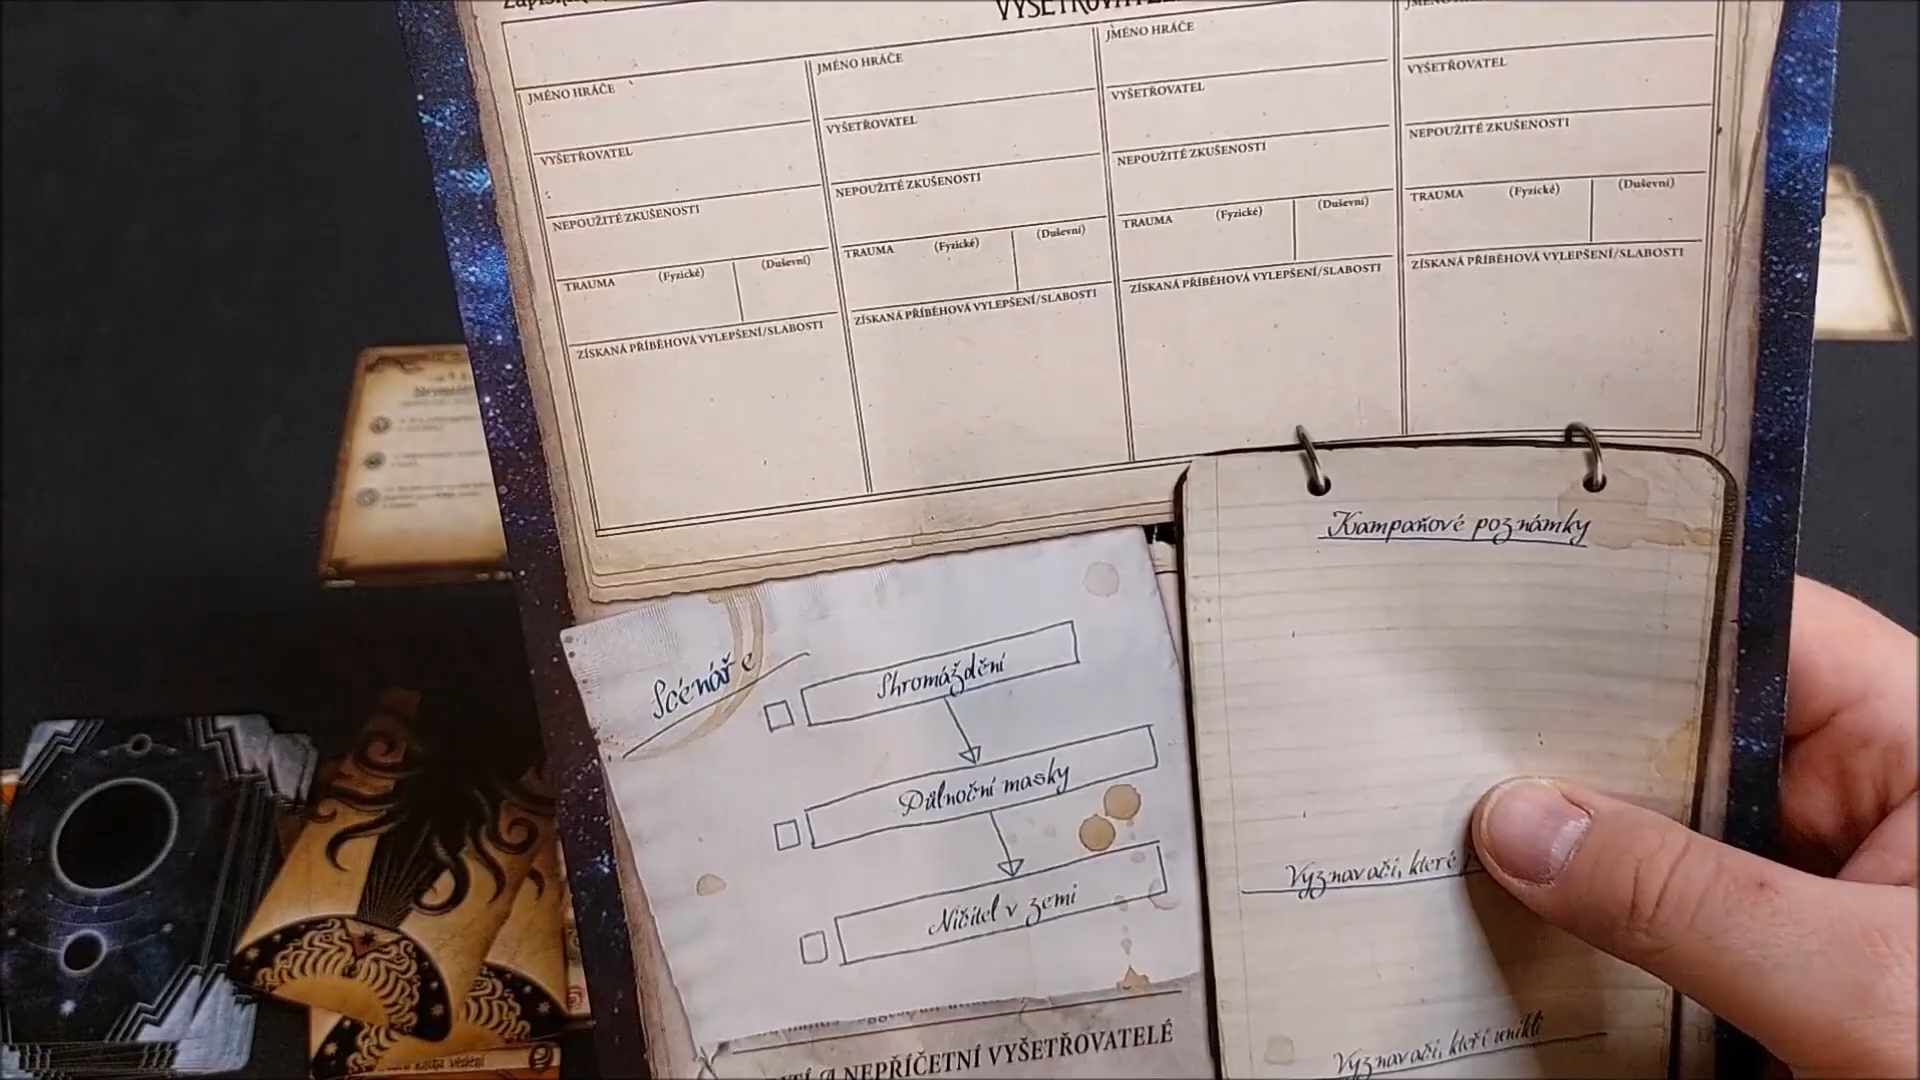 JMÉNO HRÁČE
VYŠETŘOVATEL
NEPOUŽITÉ ZKUŠENOSTI
TRAUMA (Fyzické) (Duševní)
ZÍSKANÁ PŘÍBĚHOVÁ VYLEPŠENÍ/SLABOSTI
JMÉNO HRÁČE
VYŠETŘOVATEL
NEPOUŽITÉ ZKUŠENOSTI
TRAUMA (Fyzické) (Duševní)
ZÍSKANÁ PŘÍBĚHOVÁ VYLEPŠENÍ/SLABOSTI
JMÉNO HRÁČE
VYŠETŘOVATEL
NEPOUŽITÉ ZKUŠENOSTI
TRAUMA (Fyzické) (Duševní)
ZÍSKANÁ PŘÍBĚHOVÁ VYLEPŠENÍ/SLABOSTI
VYŠETŘOVATEL
NEPOUŽITÉ ZKUŠENOSTI
TRAUMA (Fyzické) (Duševní)
ZÍSKANÁ PŘÍBĚHOVÁ VYLEPŠENÍ/SLABOSTI
Scénáře
Shromáždění
Půlnoční masky
Ničitel v zemi
NEPŘÍČETNÍ VYŠETŘOVATELÉ
Kampaňové poznámky
Vyznavači, které
Vyznavači, kteří unikli